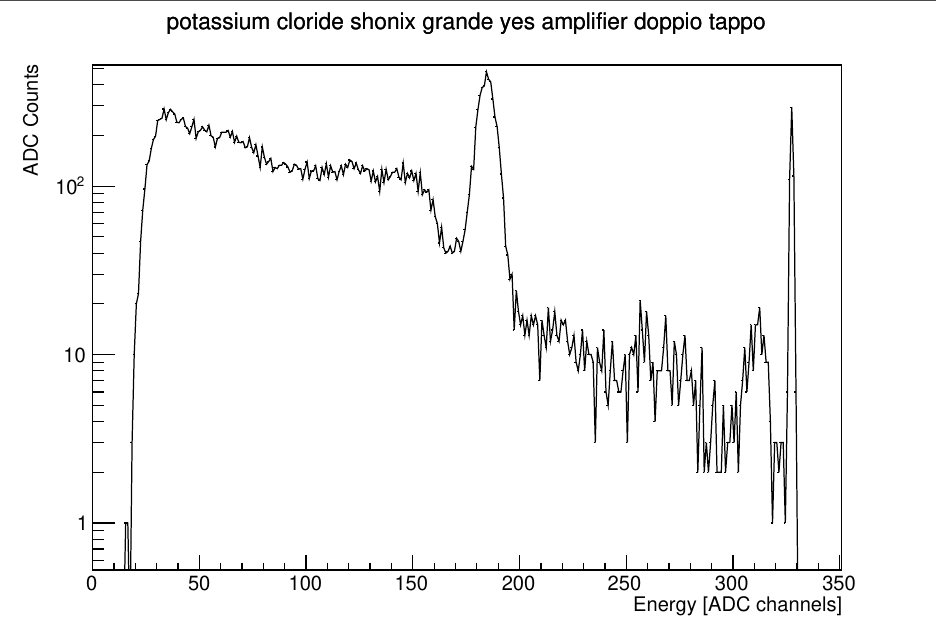 potassium cloride shonix grande yes amplifier doppio tappo
ADC Counts
10²
10
1
0 50 100 150 200 250 300 350
Energy [ADC channels]